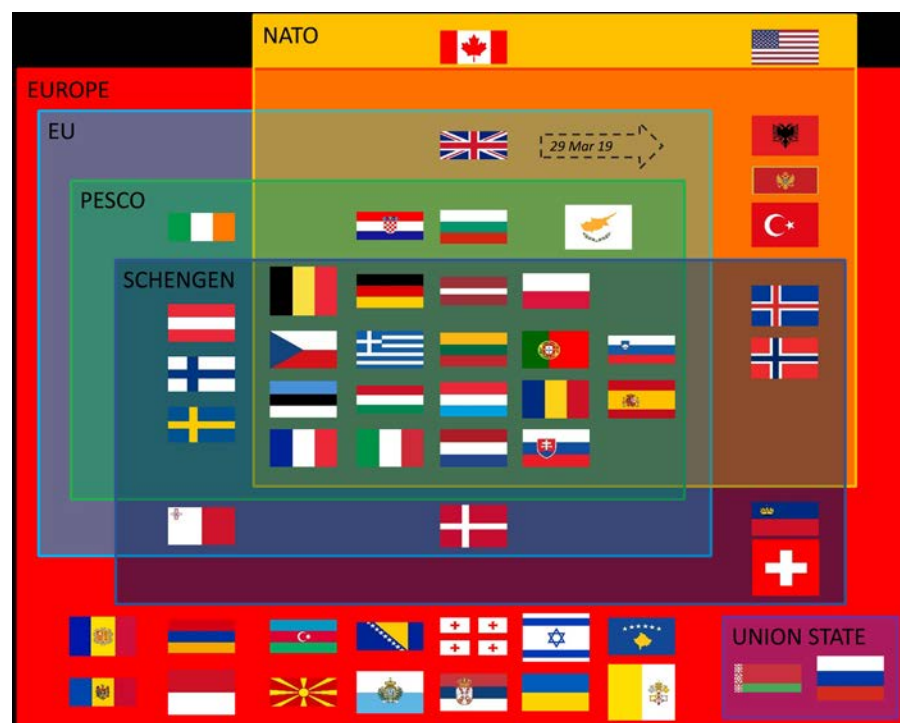 NATO
EUROPE
EU
29 Mar 19
PESCO
SCHENGEN
UNION STATE